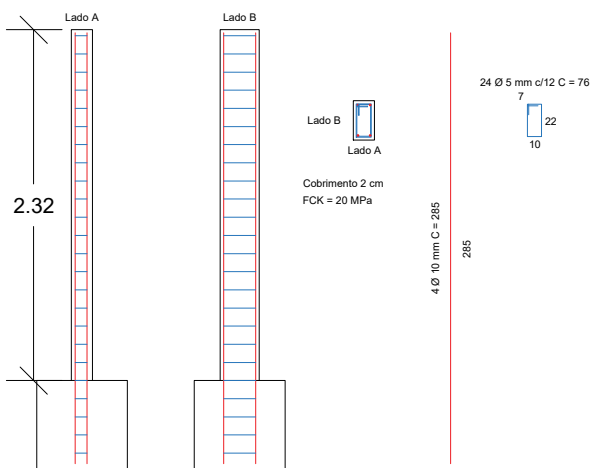 Lado A
Lado B
2.32
Lado B
Lado A
Cobrimento 2 cm
FCK = 20 MPa
4 Ø 10 mm C = 285
285
24 Ø 5 mm c/12 C = 76
7
22
10